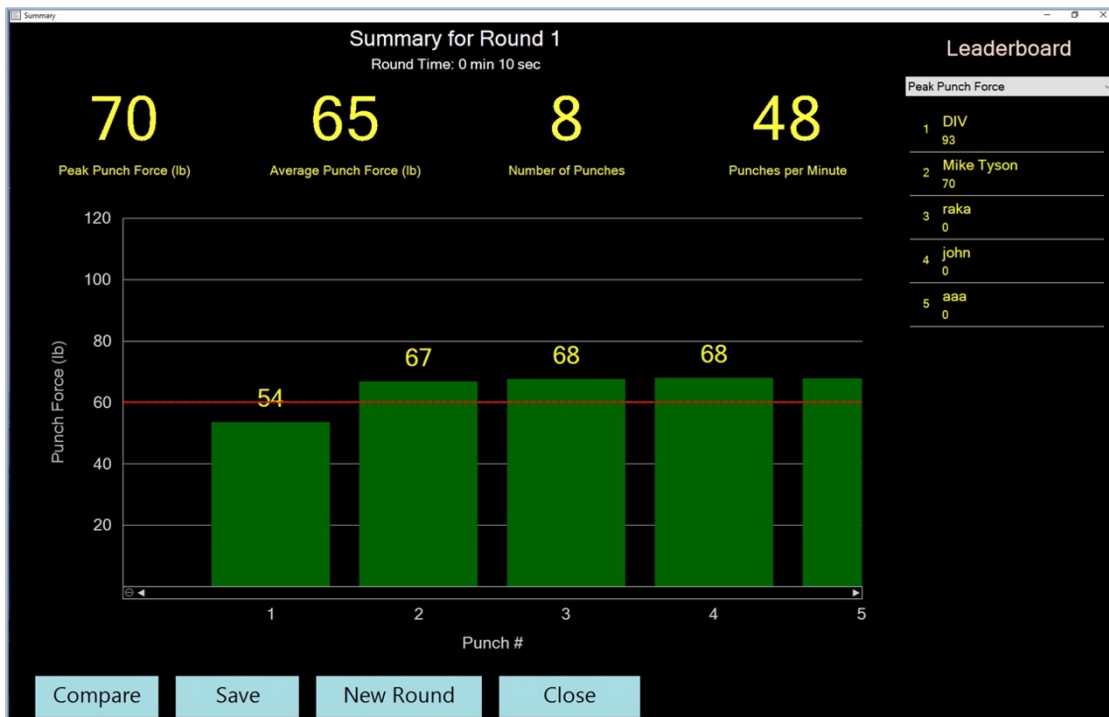 Summary
Summary for Round 1
Round Time: 0 min 10 sec
70
Peak Punch Force (lb)
65
Average Punch Force (lb)
8
Number of Punches
48
Punches per Minute
Punch Force (lb)
120
100
80
60
40
20
54
67
68
68
1
2
3
4
5
Punch #
Compare
Save
New Round
Close
Leaderboard
Peak Punch Force
1 DIV
93
2 Mike Tyson
70
3 raka
0
4 john
0
5 aaa
0